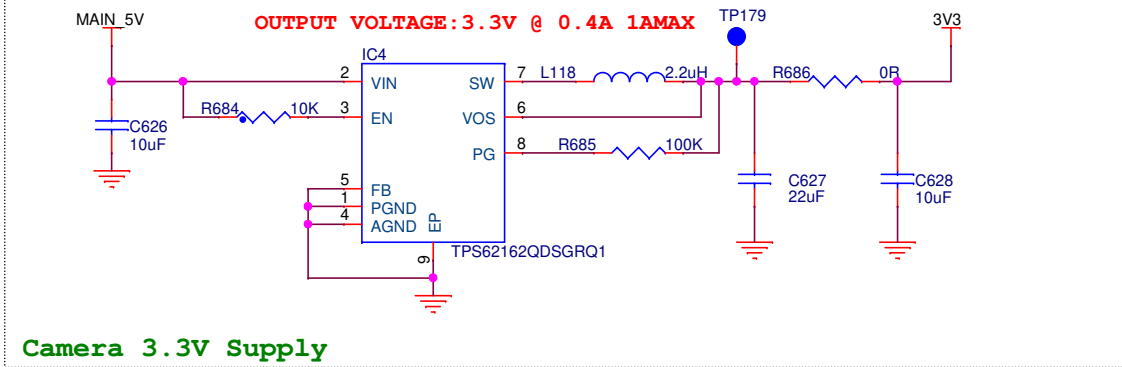 MAIN_5V
OUTPUT VOLTAGE:3.3V @ 0.4A 1AMAX
TP179
3V3
IC4
2 VIN
SW 7
L118
2.2uH
R686
0R
R684
10K
3 EN
VOS 6
C626
10uF
PG 8
R685
100K
5 FB
1 PGND
4 AGND
EP
9
C627
22uF
C628
10uF
TPS62162QDSGRQ1
Camera 3.3V Supply